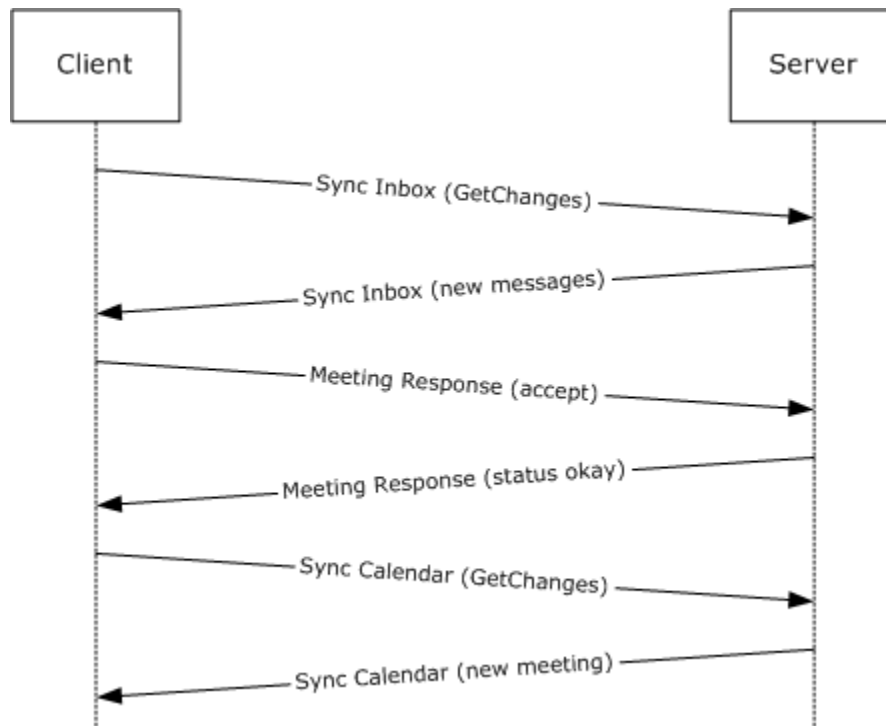 Client
Server
Sync Inbox (GetChanges)
Sync Inbox (new messages)
Meeting Response (accept)
Meeting Response (status okay)
Sync Calendar (GetChanges)
Sync Calendar (new meeting)